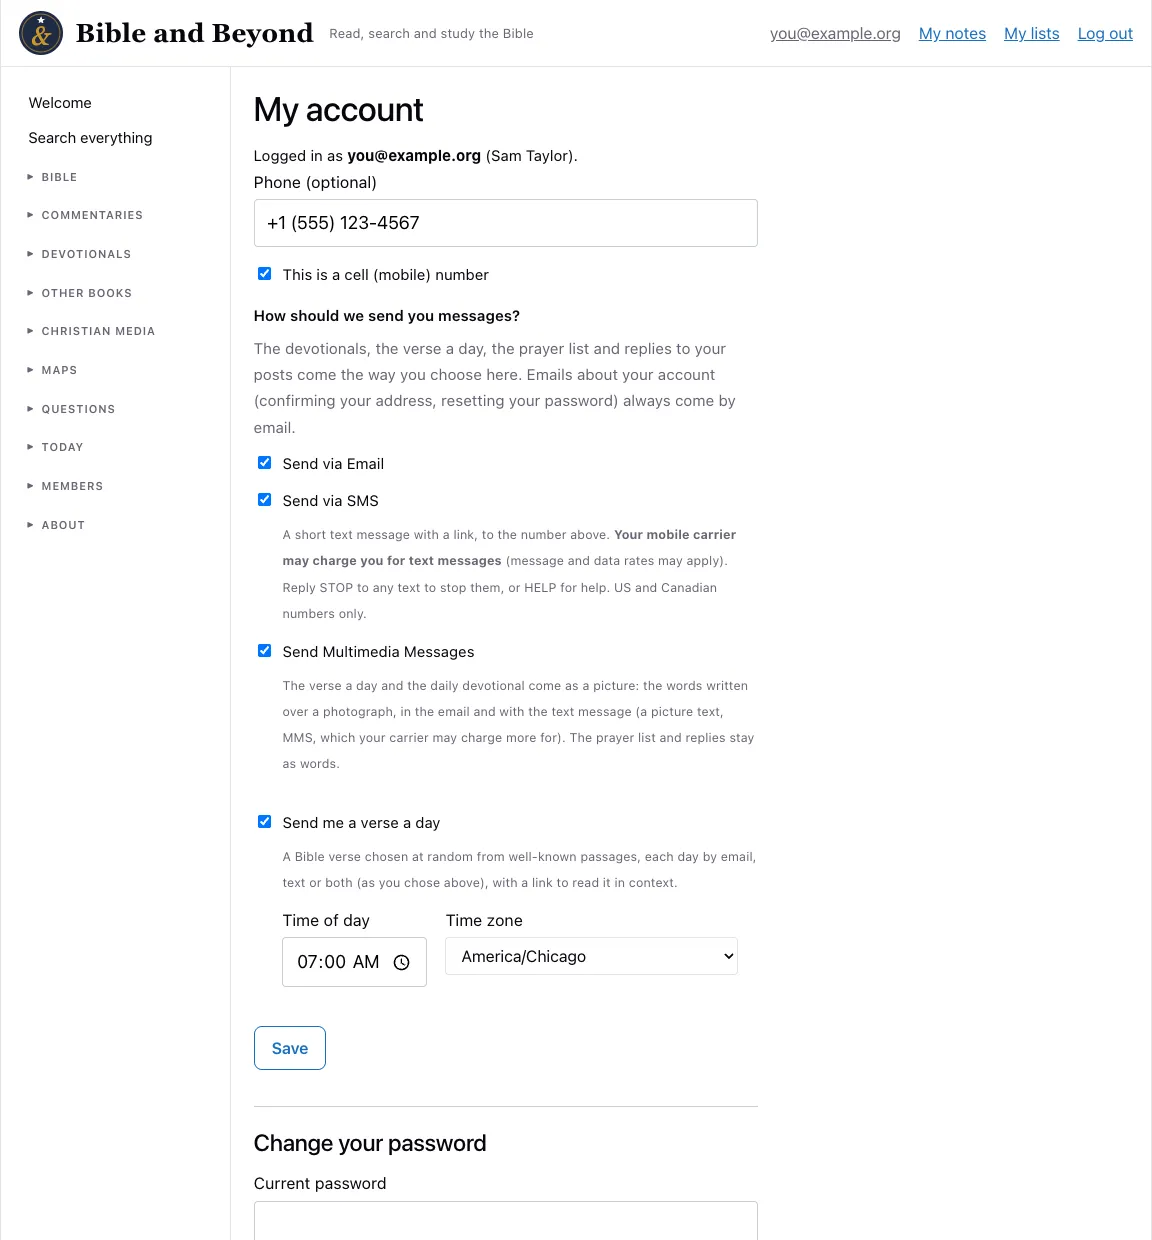 &
Bible and Beyond
Read, search and study the Bible
you@example.org
My notes
My lists
Log out
Welcome
Search everything
BIBLE
COMMENTARIES
DEVOTIONALS
OTHER BOOKS
CHRISTIAN MEDIA
MAPS
QUESTIONS
TODAY
MEMBERS
ABOUT
My account
Logged in as you@example.org (Sam Taylor).
Phone (optional)
+1 (555) 123-4567
This is a cell (mobile) number
How should we send you messages?
The devotionals, the verse a day, the prayer list and replies to your
posts come the way you choose here. Emails about your account
(confirming your address, resetting your password) always come by
email.
Send via Email
Send via SMS
A short text message with a link, to the number above. Your mobile carrier
may charge you for text messages (message and data rates may apply).
Reply STOP to any text to stop them, or HELP for help. US and Canadian
numbers only.
Send Multimedia Messages
The verse a day and the daily devotional come as a picture: the words written
over a photograph, in the email and with the text message (a picture text,
MMS, which your carrier may charge more for). The prayer list and replies stay
as words.
Send me a verse a day
A Bible verse chosen at random from well-known passages, each day by email,
text or both (as you chose above), with a link to read it in context.
Time of day
Time zone
07:00 AM
America/Chicago
Save
Change your password
Current password